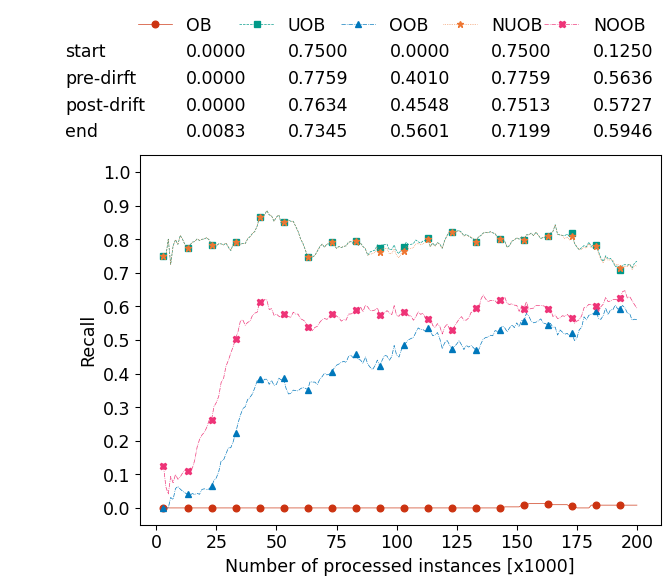 OB UOB OOB NUOB NOOB
start 0.0000 0.7500 0.0000 0.7500 0.1250
pre-dirft 0.0000 0.7759 0.4010 0.7759 0.5636
post-drift 0.0000 0.7634 0.4548 0.7513 0.5727
end 0.0083 0.7345 0.5601 0.7199 0.5946
1.0
0.9
0.8
0.7
0.6
0.5
0.4
0.3
0.2
0.1
0.0
Recall
0 25 50 75 100 125 150 175 200
Number of processed instances [x1000]